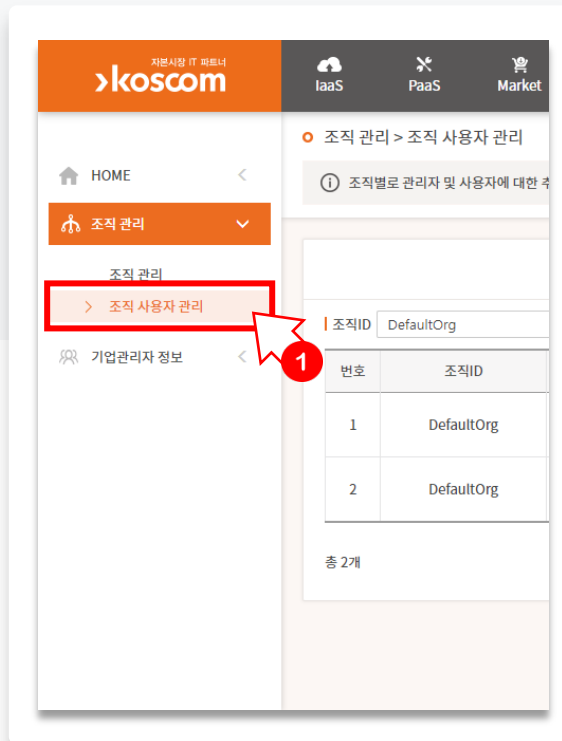 자본시장 IT 파트너
koscom
IaaS
PaaS
Market
조직 관리 > 조직 사용자 관리
조직별로 관리자 및 사용자에 대한 추
HOME
조직 관리
조직 관리
> 조직 사용자 관리
기업관리자 정보
1
조직ID DefaultOrg
번호 조직ID
1 DefaultOrg
2 DefaultOrg
총 2개